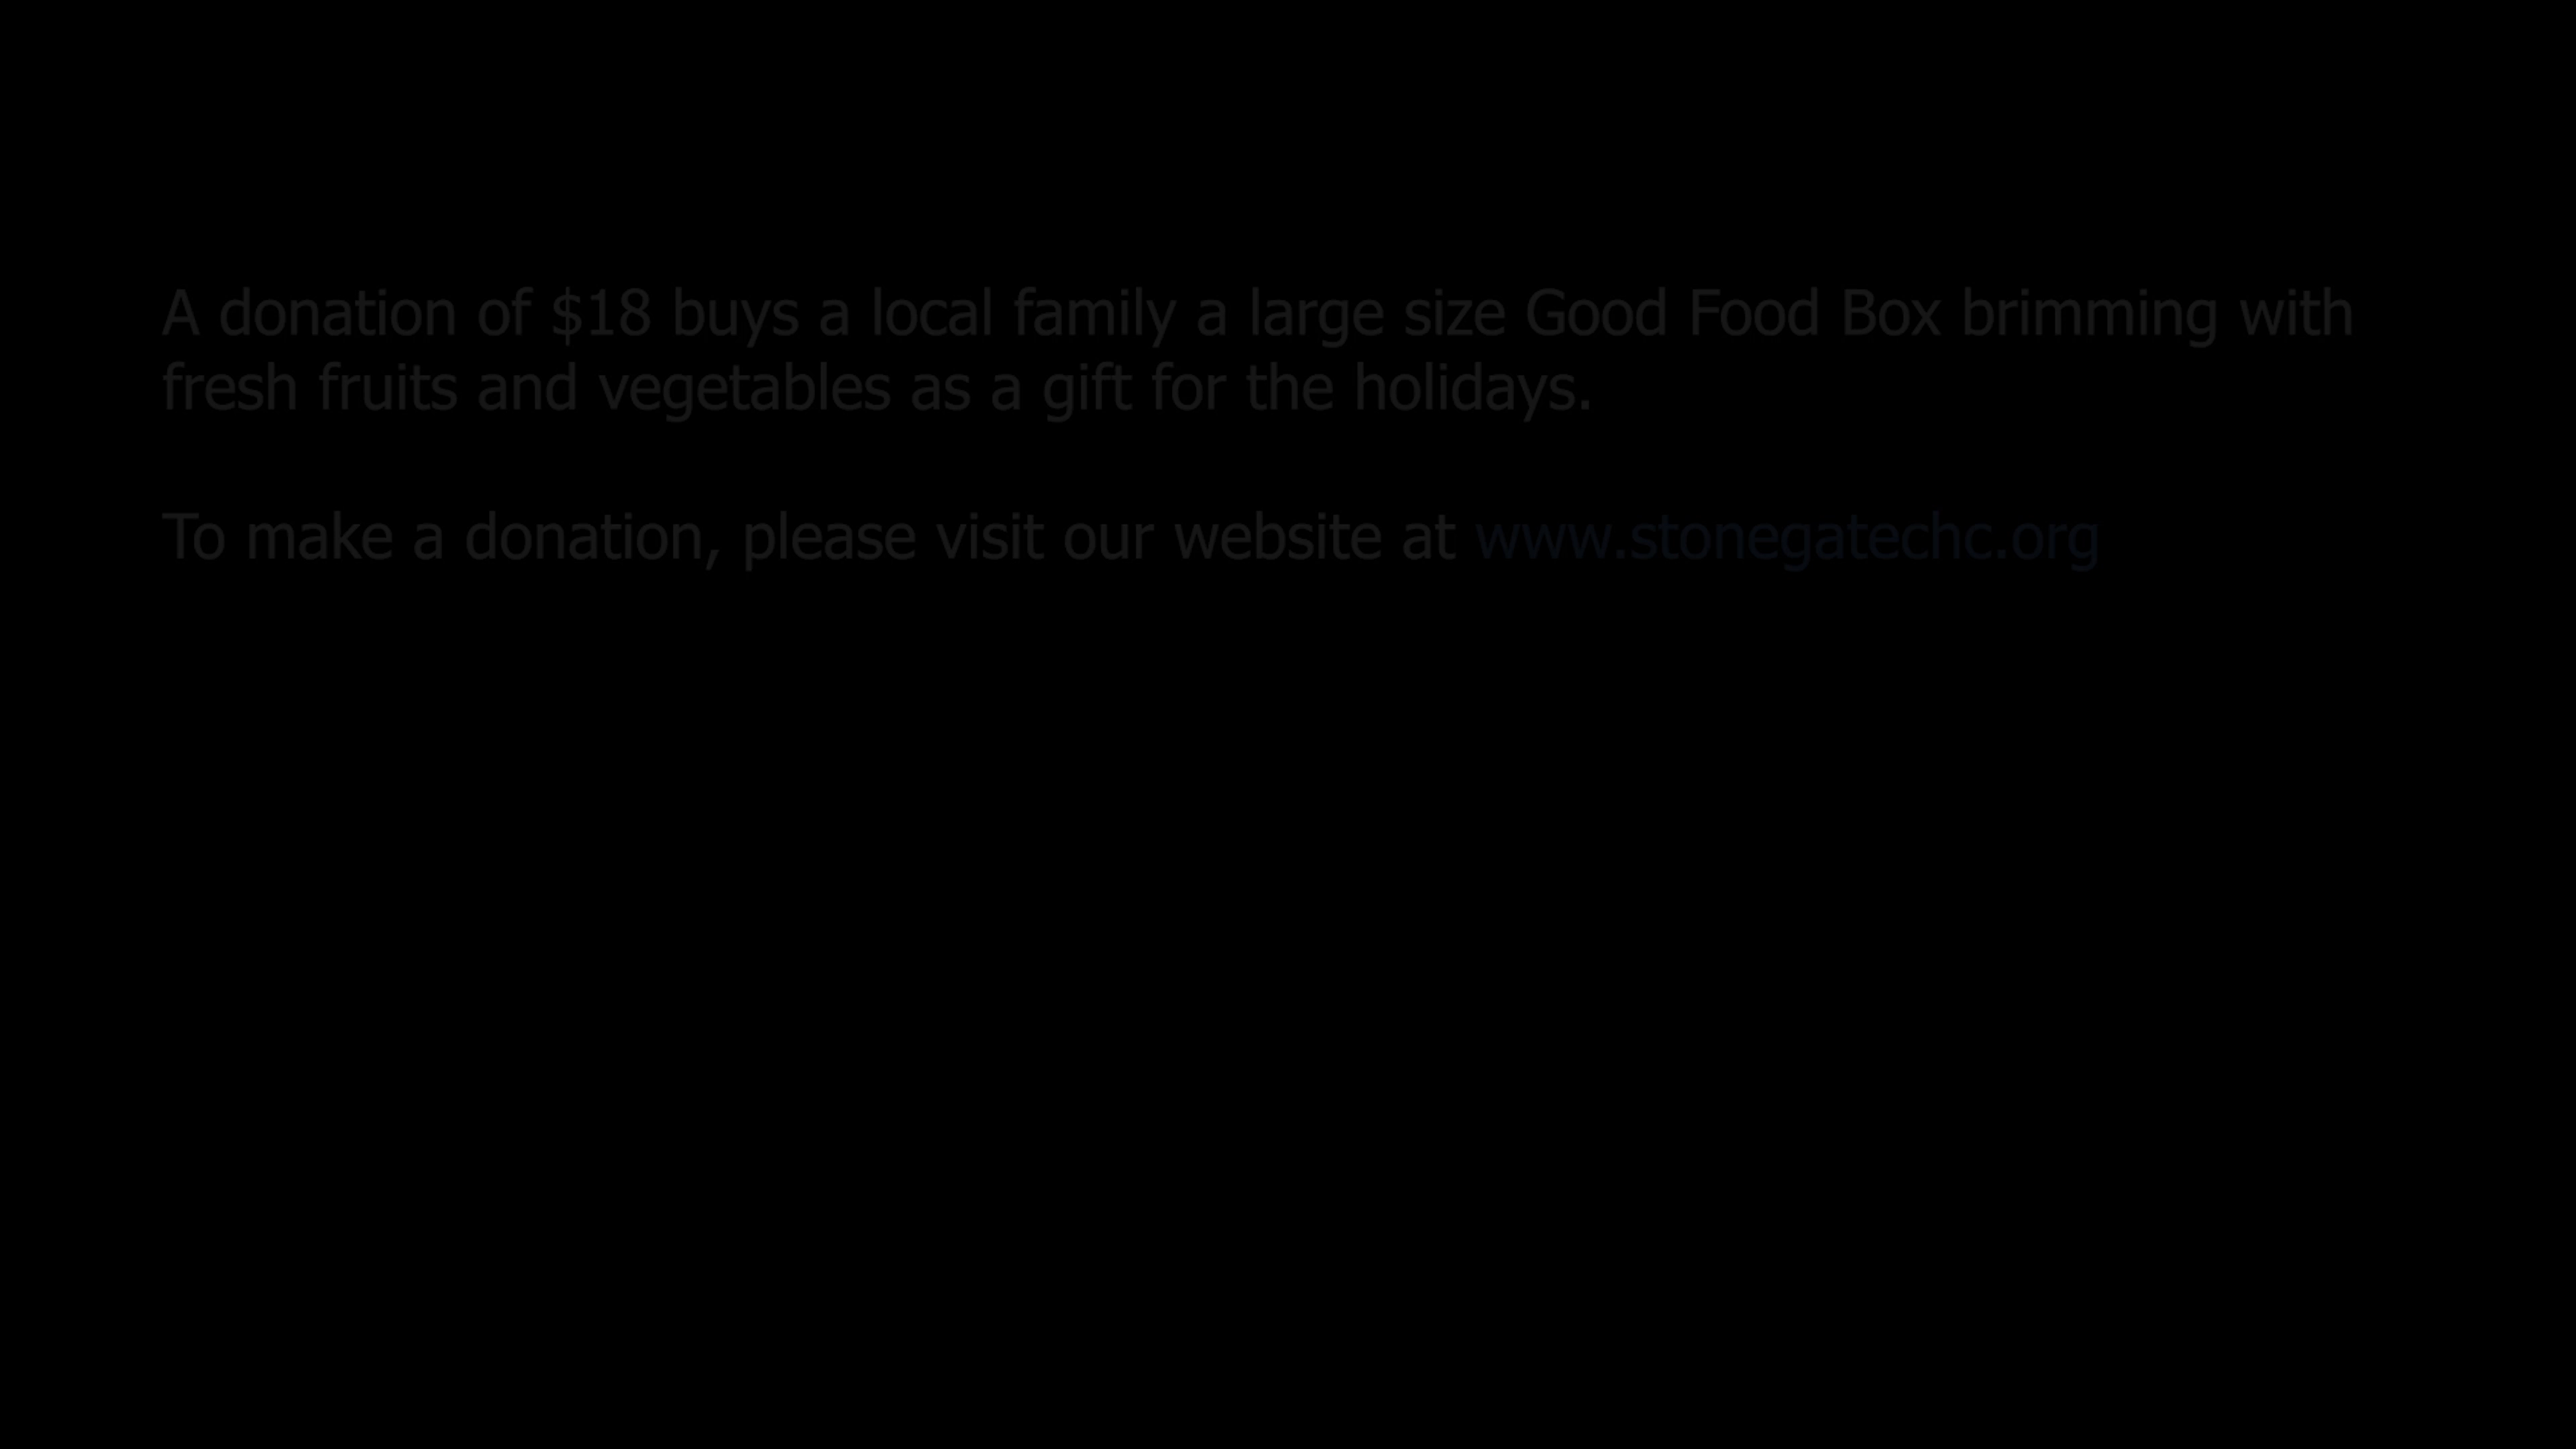 A donation of $18 buys a local family a large size Good Food Box brimming with
fresh fruits and vegetables as a gift for the holidays.
To make a donation, please visit our website at www.stonegatechc.org